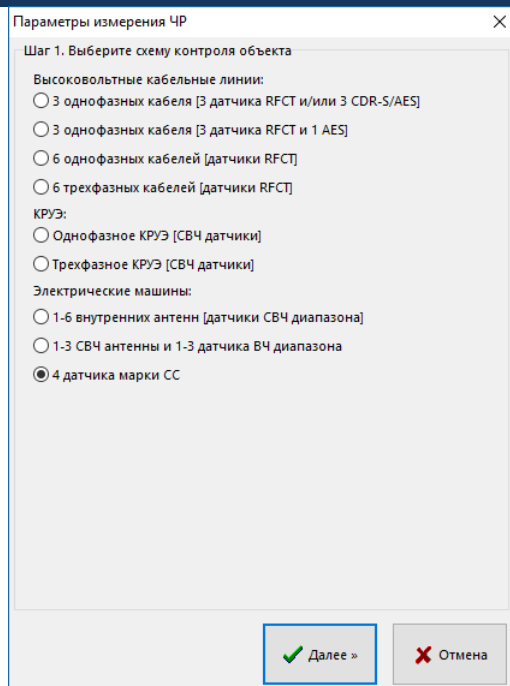 Параметры измерения ЧР
Шаг 1. Выберите схему контроля объекта
Высоковольтные кабельные линии:
3 однофазных кабеля [3 датчика RFCT и/или 3 CDR-S/AES]
3 однофазных кабеля [3 датчика RFCT и 1 AES]
6 однофазных кабелей [датчики RFCT]
6 трехфазных кабелей [датчики RFCT]
КРУЭ:
Однофазное КРУЭ [СВЧ датчики]
Трехфазное КРУЭ [СВЧ датчики]
Электрические машины:
1-6 внутренних антенн [датчики СВЧ диапазона]
1-3 СВЧ антенны и 1-3 датчика ВЧ диапазона
4 датчика марки СС
Далее »
Отмена